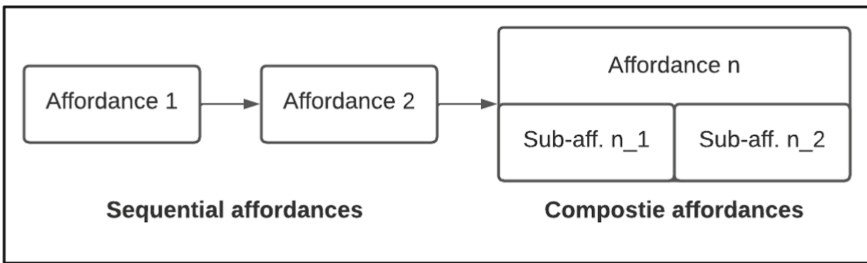 Affordance 1
Affordance 2
Affordance n
Sub-aff. n_1
Sub-aff. n_2
Sequential affordances
Compostie affordances